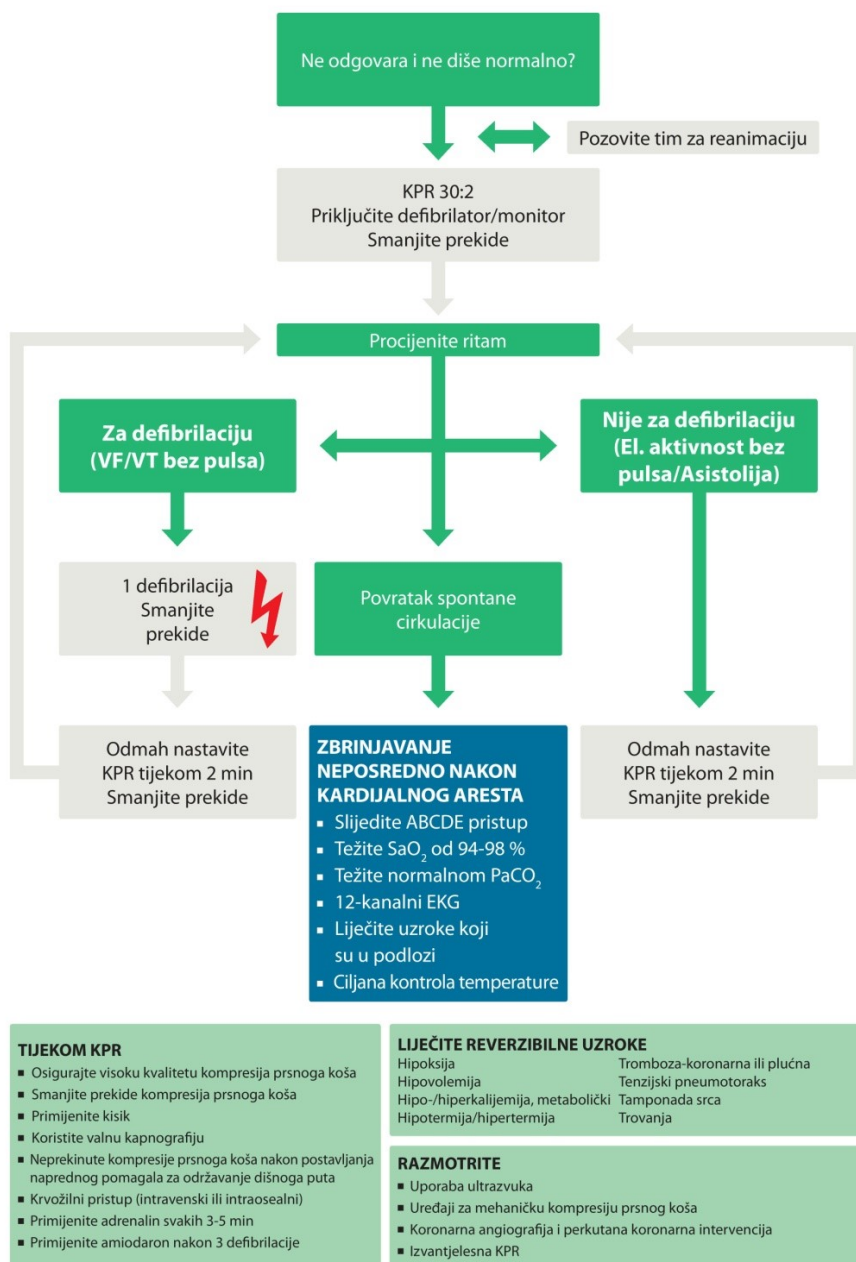 Ne odgovara i ne diše normalno?
Pozovite tim za reanimaciju
KPR 30:2
Priključite defibrilator/monitor
Smanjite prekide
Procijenite ritam
Za defibrilaciju
(VF/VT bez pulsa)
Nije za defibrilaciju
(El. aktivnost bez
pulsa/Asistolija)
1 defibrilacija
Smanjite
prekide
Povratak spontane
cirkulacije
Odmah nastavite
KPR tijekom 2 min
Smanjite prekide
ZBRINJAVANJE
NEPOSREDNO NAKON
KARDIJALNOG ARESTA
▪ Slijedite ABCDE pristup
▪ Težite SaO₂ od 94-98 %
▪ Težite normalnom PaCO₂
▪ 12-kanalni EKG
▪ Liječite uzroke koji
su u podlozi
▪ Ciljana kontrola temperature
Odmah nastavite
KPR tijekom 2 min
Smanjite prekide
TIJEKOM KPR
▪ Osigurajte visoku kvalitetu kompresija prsnoga koša
▪ Smanjite prekide kompresija prsnoga koša
▪ Primijenite kisik
▪ Koristite valnu kapnografiju
▪ Neprekinute kompresije prsnoga koša nakon postavljanja
naprednog pomagala za održavanje dišnoga puta
▪ Krvožilni pristup (intravenski ili intraosealni)
▪ Primijenite adrenalin svakih 3-5 min
▪ Primijenite amiodaron nakon 3 defibrilacije
LIJEČITE REVERZIBILNE UZROKE
Hipoksija Tromboza-koronarna ili plućna
Hipovolemija Tenzijski pneumotoraks
Hipo-/hiperkalijemija, metabolički Tamponada srca
Hipotermija/hipertermija Trovanja
RAZMOTRITE
▪ Uporaba ultrazvuka
▪ Uređaji za mehaničku kompresiju prsnog koša
▪ Koronarna angiografija i perkutana koronarna intervencija
▪ Izvantjelesna KPR